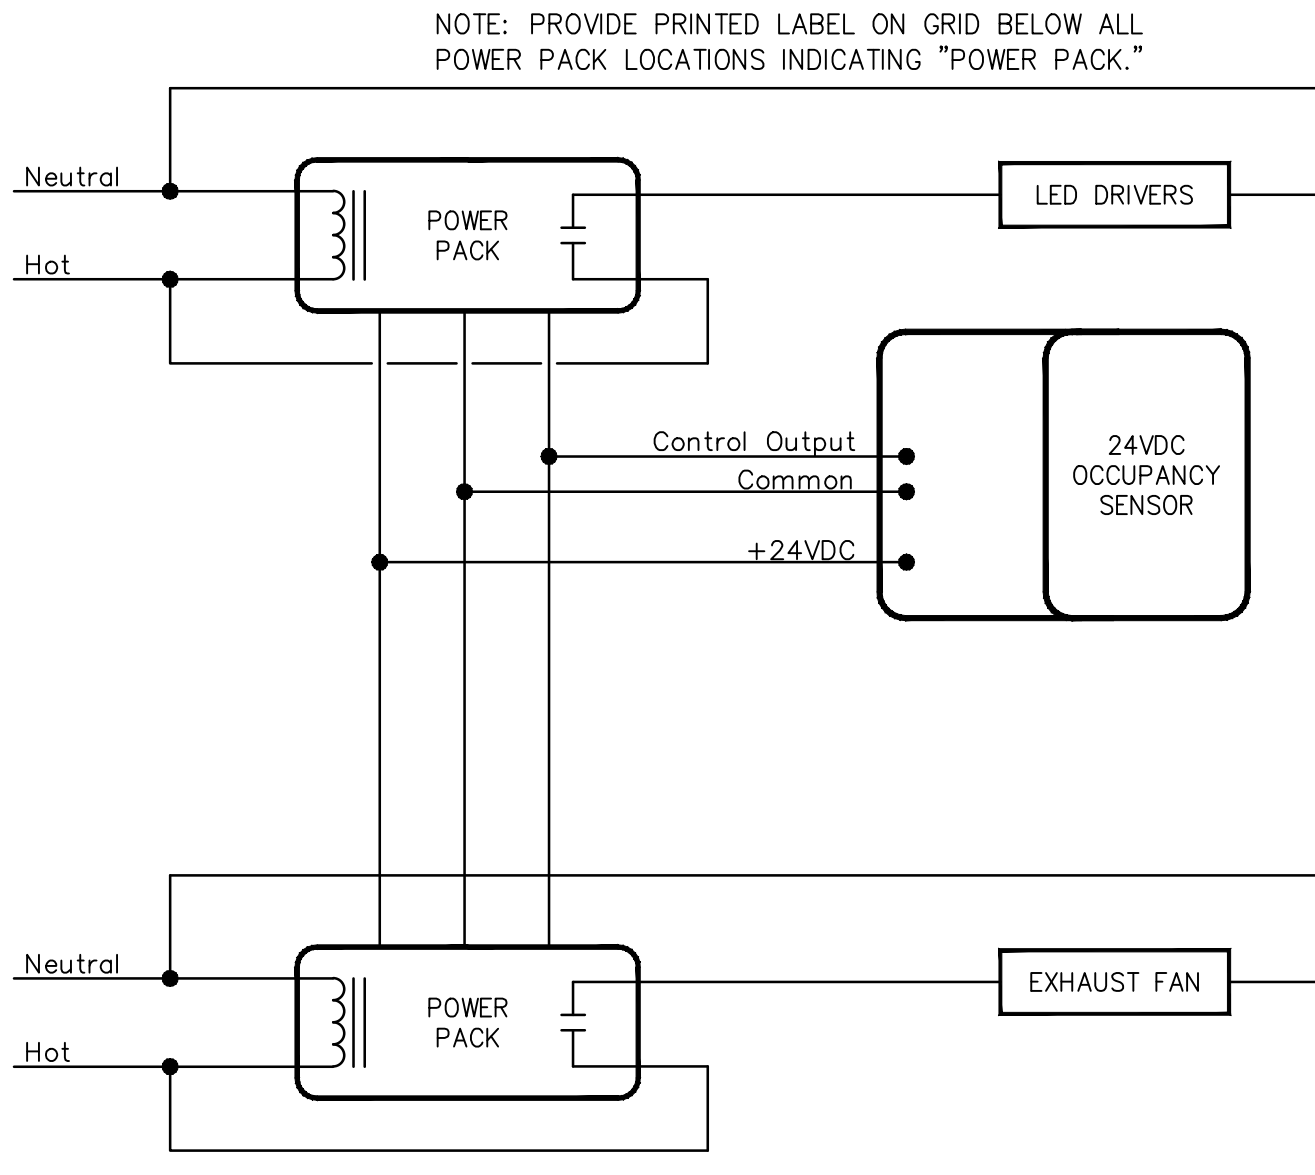 NOTE: PROVIDE PRINTED LABEL ON GRID BELOW ALL
POWER PACK LOCATIONS INDICATING "POWER PACK."
Neutral
POWER
PACK
LED DRIVERS
Hot
Control Output
Common
+24VDC
24VDC
OCCUPANCY
SENSOR
Neutral
POWER
PACK
EXHAUST FAN
Hot